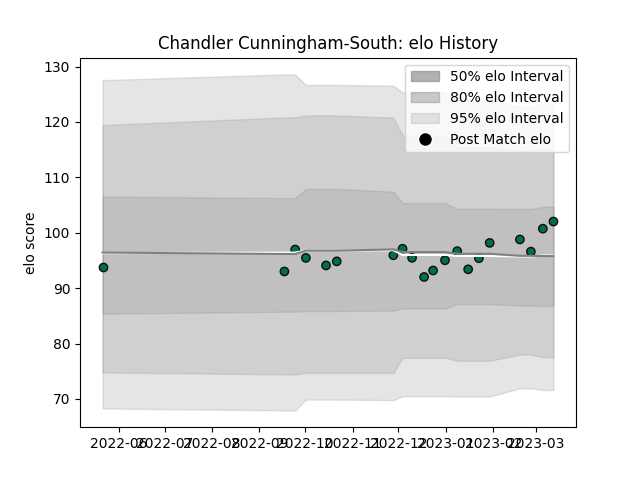 Chandler Cunningham-South: elo History
130
120
110
100
90
80
70
elo score
50% elo Interval
80% elo Interval
95% elo Interval
Post Match elo
2022-06 2022-07 2022-08 2022-09 2022-10 2022-11 2022-12 2023-01 2023-02 2023-03